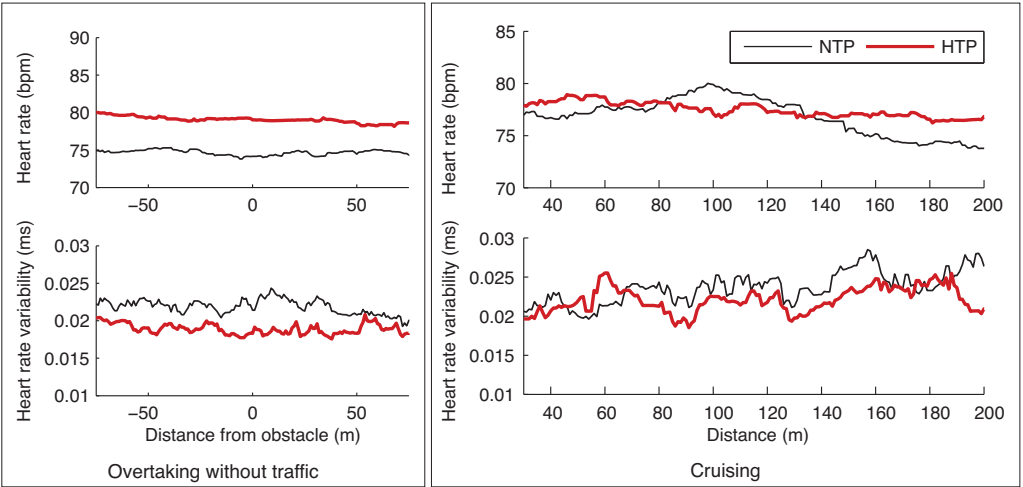 Heart rate (bpm)
90
85
80
75
70
−50 0 50
Heart rate variability (ms)
0.03
0.025
0.02
0.015
0.01
−50 0 50
Distance from obstacle (m)
Overtaking without traffic
Heart rate (bpm)
85
80
75
70
NTP HTP
40 60 80 100 120 140 160 180 200
Heart rate variability (ms)
0.03
0.025
0.02
0.015
0.01
40 60 80 100 120 140 160 180 200
Distance (m)
Cruising